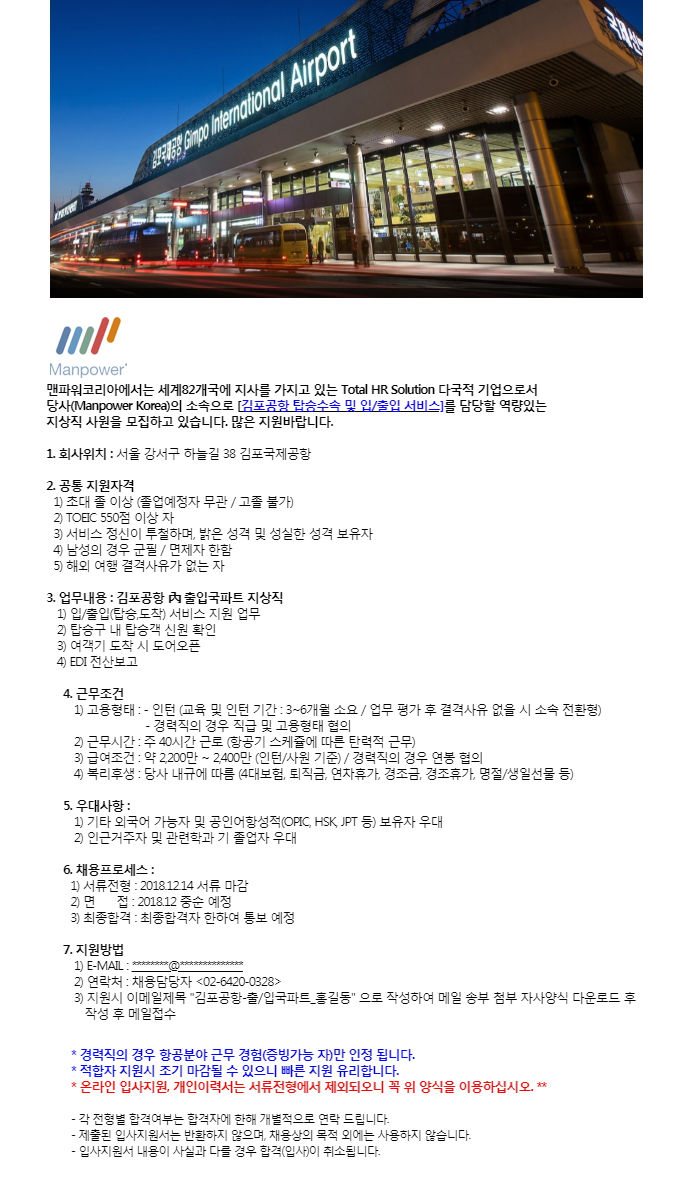 국제선
김포국제공항 Gimpo International Airport
Manpower
맨파워코리아에서는 세계82개국에 지사를 가지고 있는 Total HR Solution 다국적 기업으로서
당사(Manpower Korea)의 소속으로 [김포공항 탑승수속 및 입/출입 서비스]를 담당할 역량있는
지상직 사원을 모집하고 있습니다. 많은 지원바랍니다.
1. 회사위치 : 서울 강서구 하늘길 38 김포국제공항
2. 공통 지원자격
1) 초대 졸 이상 (졸업예정자 무관 / 고졸 불가)
2) TOEIC 550점 이상 자
3) 서비스 정신이 투철하며, 밝은 성격 및 성실한 성격 보유자
4) 남성의 경우 군필 / 면제자 한함
5) 해외 여행 결격사유가 없는 자
3. 업무내용 : 김포공항 內 출입국파트 지상직
1) 입/출입(탑승,도착) 서비스 지원 업무
2) 탑승구 내 탑승객 신원 확인
3) 여객기 도착 시 도어오픈
4) EDI 전산보고
4. 근무조건
1) 고용형태 : - 인턴 (교육 및 인턴 기간 : 3~6개월 소요 / 업무 평가 후 결격사유 없을 시 소속 전환형)
- 경력직의 경우 직급 및 고용형태 협의
2) 근무시간 : 주 40시간 근로 (항공기 스케쥴에 따른 탄력적 근무)
3) 급여조건 : 약 2,200만 ~ 2,400만 (인턴/사원 기준) / 경력직의 경우 연봉 협의
4) 복리후생 : 당사 내규에 따름 (4대보험, 퇴직금, 연차휴가, 경조금, 경조휴가, 명절/생일선물 등)
5. 우대사항 :
1) 기타 외국어 가능자 및 공인어항성적(OPIC, HSK, JPT 등) 보유자 우대
2) 인근거주자 및 관련학과 기 졸업자 우대
6. 채용프로세스 :
1) 서류전형 : 2018.12.14 서류 마감
2) 면 접 : 2018.12 중순 예정
3) 최종합격 : 최종합격자 한하여 통보 예정
7. 지원방법
1) E-MAIL : ********@**************
2) 연락처 : 채용담당자 <02-6420-0328>
3) 지원시 이메일제목 "김포공항-출/입국파트_홍길동" 으로 작성하여 메일 송부 첨부 자사양식 다운로드 후
작성 후 메일접수
* 경력직의 경우 항공분야 근무 경험(증빙가능 자)만 인정 됩니다.
* 적합자 지원시 조기 마감될 수 있으니 빠른 지원 유리합니다.
* 온라인 입사지원, 개인이력서는 서류전형에서 제외되오니 꼭 위 양식을 이용하십시오. **
- 각 전형별 합격여부는 합격자에 한해 개별적으로 연락 드립니다.
- 제출된 입사지원서는 반환하지 않으며, 채용상의 목적 외에는 사용하지 않습니다.
- 입사지원서 내용이 사실과 다를 경우 합격(입사)이 취소됩니다.